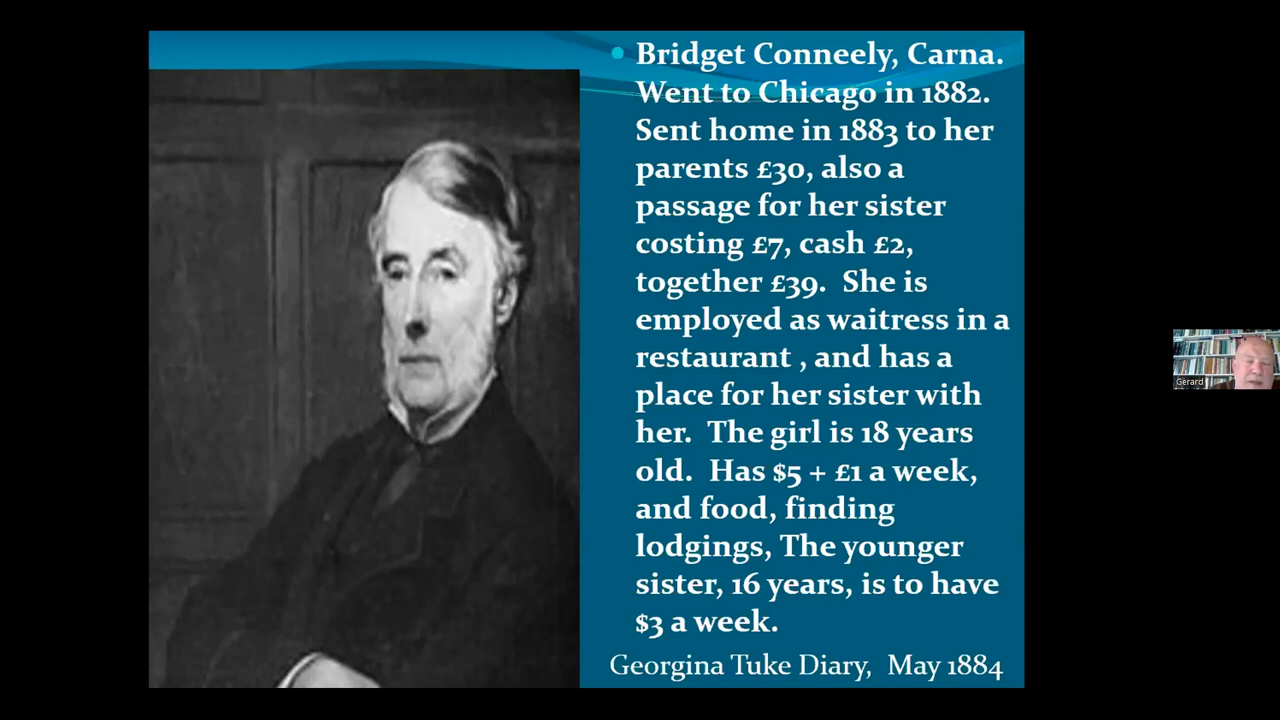 Bridget Conneely, Carna.
Went to Chicago in 1882.
Sent home in 1883 to her
parents £30, also a
passage for her sister
costing £7, cash £2,
together £39.  She is
employed as waitress in a
restaurant , and has a
place for her sister with
her.  The girl is 18 years
old.  Has $5 + £1 a week,
and food, finding
lodgings, The younger
sister, 16 years, is to have
$3 a week.
Georgina Tuke Diary,  May 1884
Gerard